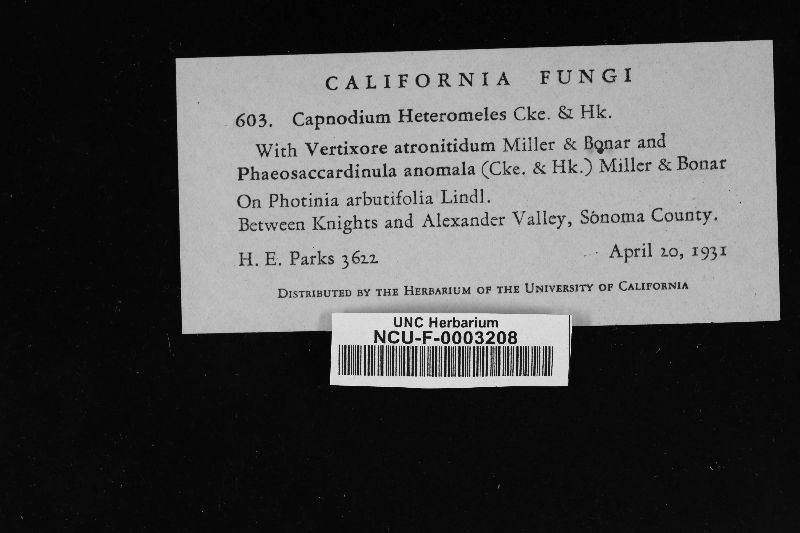 CALIFORNIA FUNGI
603. Capnodium Heteromeles Cke. & Hk.
With Vertixore atronitidum Miller & Bonar and
Phaeosaccardinula anomala (Cke. & Hk.) Miller & Bonar
On Photinia arbutifolia Lindl.
Between Knights and Alexander Valley, Sonoma County.
H. E. Parks 3622 April 20, 1931
Distributed by the Herbarium of the University of California
UNC Herbarium
NCU-F-0003208